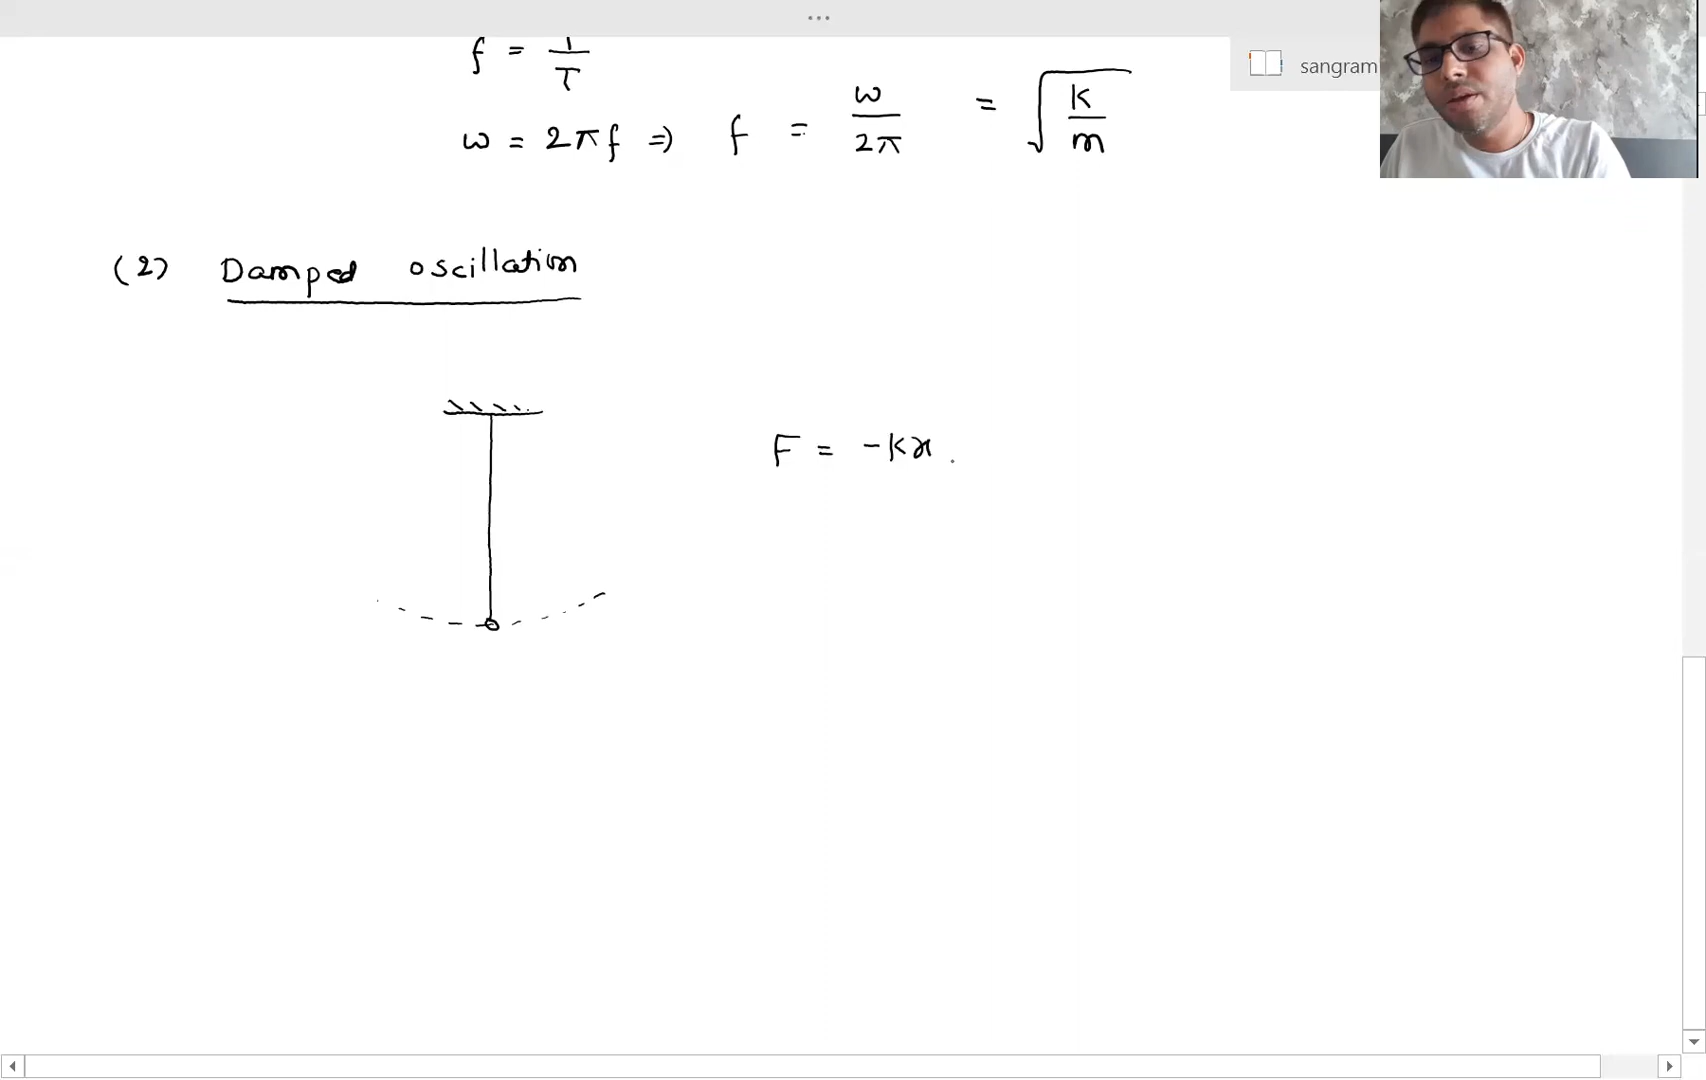 f = 1/T
sangram
ω = 2πf ⇒ f = ω/2π = √(k/m)
(2) Damped oscillation
F = -kx.